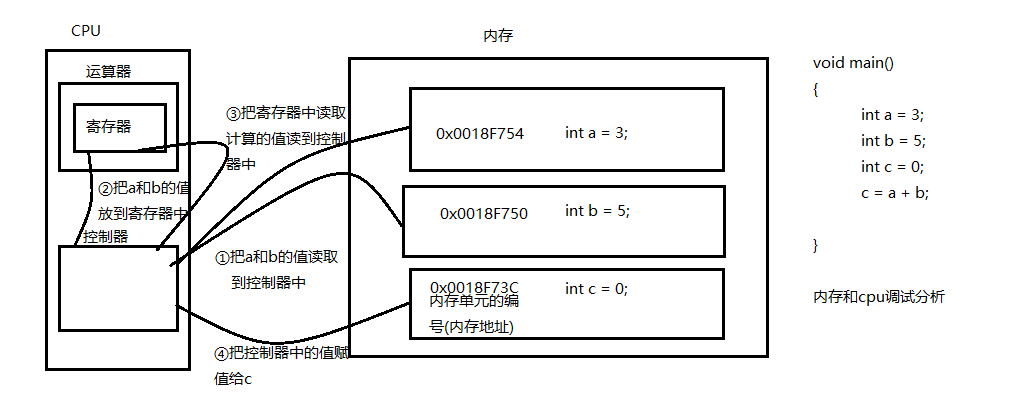 CPU
运算器
寄存器
②把a和b的值
放到寄存器中
控制器
③把寄存器中读取
计算的值读到控制
器中
①把a和b的值读取
到控制器中
④把控制器中的值赋
值给c
内存
0x0018F754 int a = 3;
0x0018F750 int b = 5;
0x0018F73C int c = 0;
内存单元的编
号(内存地址)
void main()
{
int a = 3;
int b = 5;
int c = 0;
c = a + b;
}
内存和cpu调试分析